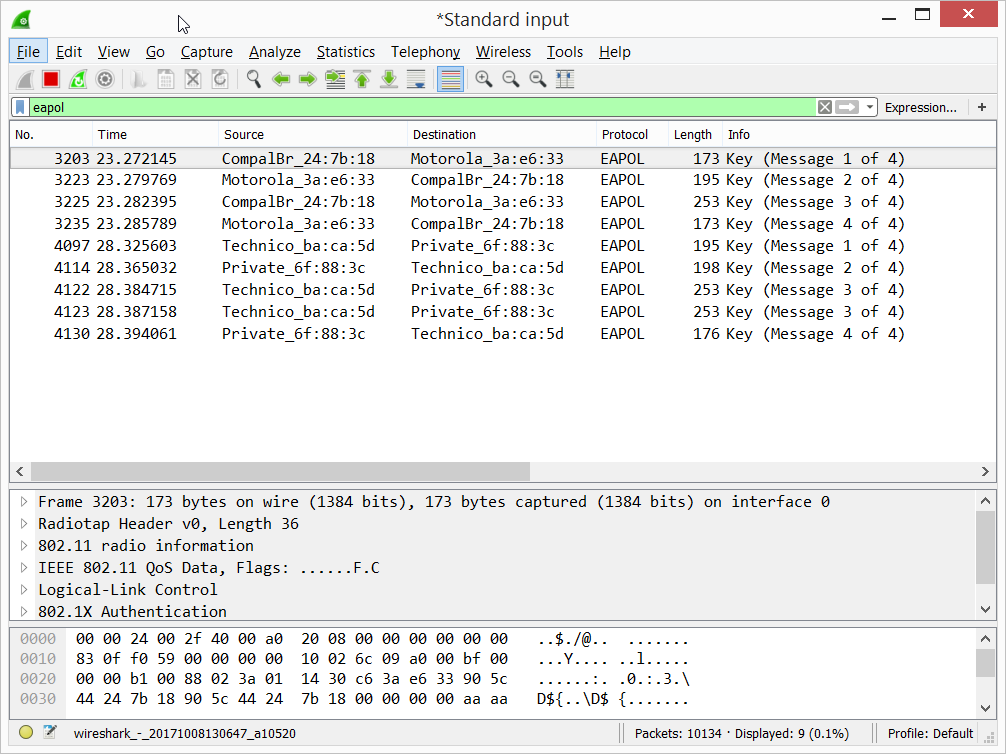 *Standard input
File Edit View Go Capture Analyze Statistics Telephony Wireless Tools Help
eapol Expression... +
No. Time Source Destination Protocol Length Info
3203 23.272145 CompalBr_24:7b:18 Motorola_3a:e6:33 EAPOL 173 Key (Message 1 of 4)
3223 23.279769 Motorola_3a:e6:33 CompalBr_24:7b:18 EAPOL 195 Key (Message 2 of 4)
3225 23.282395 CompalBr_24:7b:18 Motorola_3a:e6:33 EAPOL 253 Key (Message 3 of 4)
3235 23.285789 Motorola_3a:e6:33 CompalBr_24:7b:18 EAPOL 173 Key (Message 4 of 4)
4097 28.325603 Technico_ba:ca:5d Private_6f:88:3c EAPOL 195 Key (Message 1 of 4)
4114 28.365032 Private_6f:88:3c Technico_ba:ca:5d EAPOL 198 Key (Message 2 of 4)
4122 28.384715 Technico_ba:ca:5d Private_6f:88:3c EAPOL 253 Key (Message 3 of 4)
4123 28.387158 Technico_ba:ca:5d Private_6f:88:3c EAPOL 253 Key (Message 3 of 4)
4130 28.394061 Private_6f:88:3c Technico_ba:ca:5d EAPOL 176 Key (Message 4 of 4)
Frame 3203: 173 bytes on wire (1384 bits), 173 bytes captured (1384 bits) on interface 0
Radiotap Header v0, Length 36
802.11 radio information
IEEE 802.11 QoS Data, Flags: ......F.C
Logical-Link Control
802.1X Authentication
0000 00 00 24 00 2f 40 00 a0 20 08 00 00 00 00 00 00 ..$./@.. .......
0010 83 0f f0 59 00 00 00 00 10 02 6c 09 a0 00 bf 00 ...Y.... ..l.....
0020 00 00 b1 00 88 02 3a 01 14 30 c6 3a e6 33 90 5c ......:. .0.:.3.\
0030 44 24 7b 18 90 5c 44 24 7b 18 00 00 00 00 aa aa D${..\D$ {.......
wireshark_-_20171008130647_a10520 Packets: 10134 · Displayed: 9 (0.1%) Profile: Default